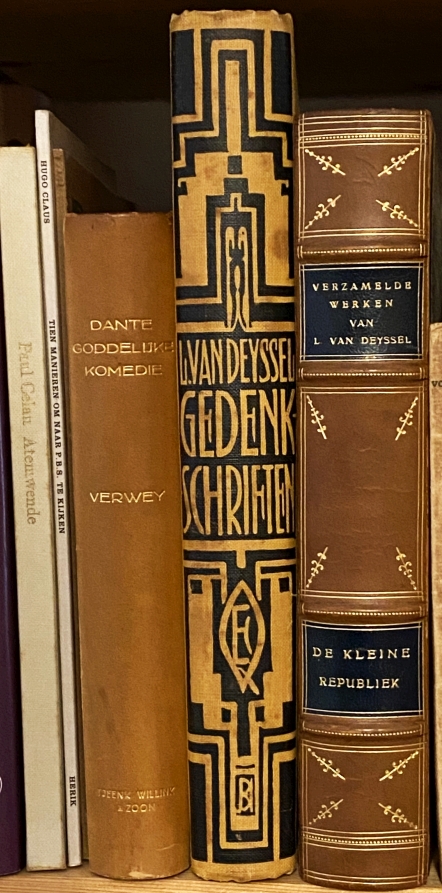 Paul Celan Atemwende
HUGO CLAUS
TIEN MANIEREN OM NAAR P.B.S. TE KIJKEN
HERIK
DANTE
GODDELIJKE
KOMEDIE
VERWEY
TJEENK WILLINK
& ZOON
L. VAN DEYSSEL
GEDENK-
SCHRIFTEN
VERZAMELDE
WERKEN
VAN
L. VAN DEYSSEL
DE KLEINE
REPUBLIEK